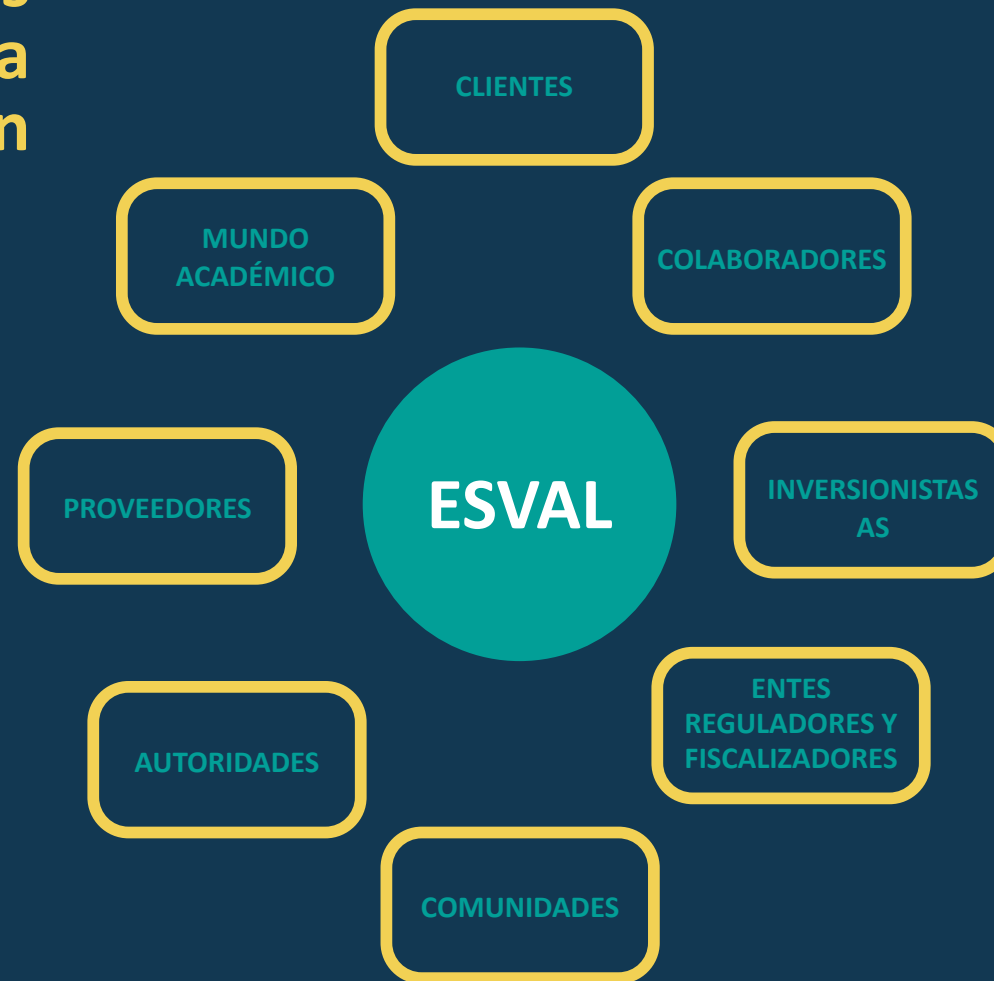 CLIENTES
MUNDO
ACADÉMICO
COLABORADORES
ESVAL
PROVEEDORES
INVERSIONISTAS
AS
ENTES
REGULADORES Y
FISCALIZADORES
AUTORIDADES
COMUNIDADES